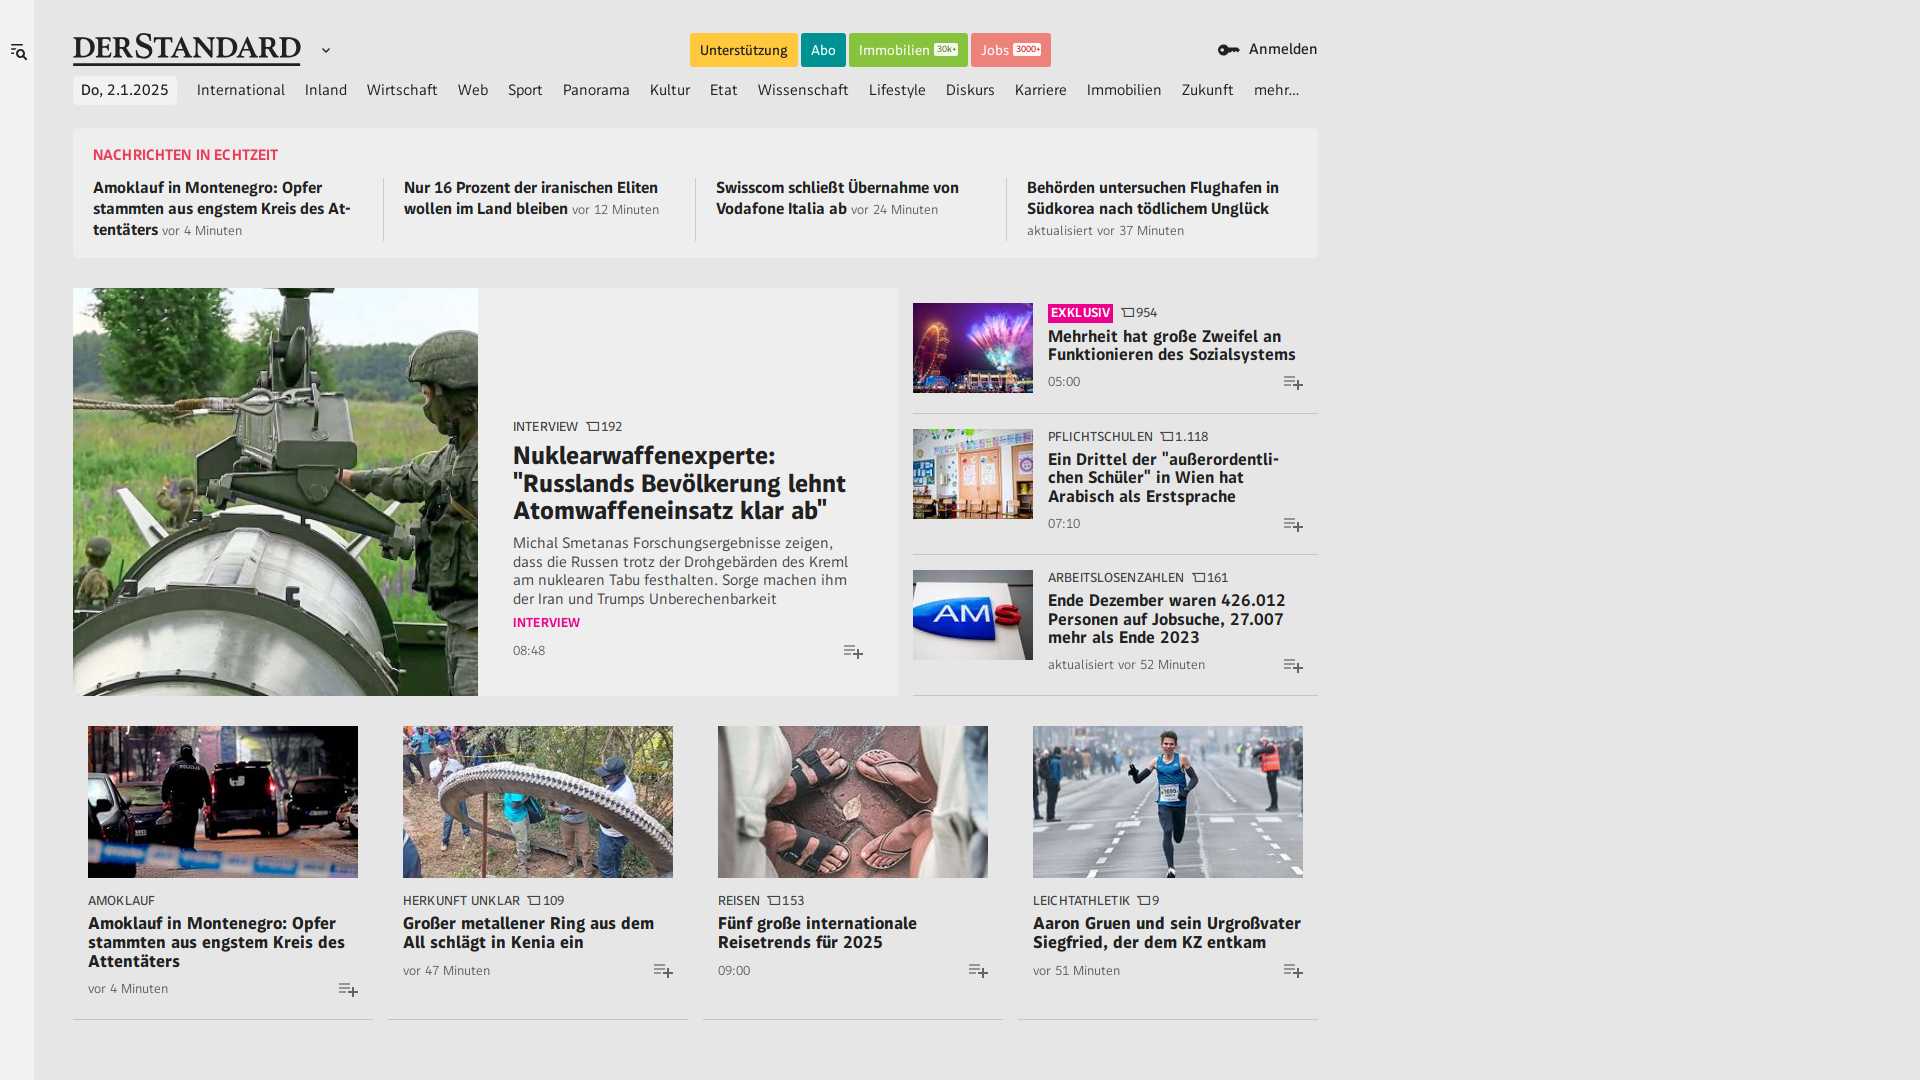 DERSTANDARD
Unterstützung
Abo
Immobilien 30k+
Jobs 3000+
Anmelden
Do, 2.1.2025
International
Inland
Wirtschaft
Web
Sport
Panorama
Kultur
Etat
Wissenschaft
Lifestyle
Diskurs
Karriere
Immobilien
Zukunft
mehr…
NACHRICHTEN IN ECHTZEIT
Amoklauf in Montenegro: Opfer
stammten aus engstem Kreis des At-
tentäters vor 4 Minuten
Nur 16 Prozent der iranischen Eliten
wollen im Land bleiben vor 12 Minuten
Swisscom schließt Übernahme von
Vodafone Italia ab vor 24 Minuten
Behörden untersuchen Flughafen in
Südkorea nach tödlichem Unglück
aktualisiert vor 37 Minuten
INTERVIEW 192
Nuklearwaffenexperte:
"Russlands Bevölkerung lehnt
Atomwaffeneinsatz klar ab"
Michal Smetanas Forschungsergebnisse zeigen,
dass die Russen trotz der Drohgebärden des Kreml
am nuklearen Tabu festhalten. Sorge machen ihm
der Iran und Trumps Unberechenbarkeit
INTERVIEW
08:48
EXKLUSIV 954
Mehrheit hat große Zweifel an
Funktionieren des Sozialsystems
05:00
PFLICHTSCHULEN 1.118
Ein Drittel der "außerordentli-
chen Schüler" in Wien hat
Arabisch als Erstsprache
07:10
AMS
ARBEITSLOSENZAHLEN 161
Ende Dezember waren 426.012
Personen auf Jobsuche, 27.007
mehr als Ende 2023
aktualisiert vor 52 Minuten
AMOKLAUF
Amoklauf in Montenegro: Opfer
stammten aus engstem Kreis des
Attentäters
vor 4 Minuten
HERKUNFT UNKLAR 109
Großer metallener Ring aus dem
All schlägt in Kenia ein
vor 47 Minuten
REISEN 153
Fünf große internationale
Reisetrends für 2025
09:00
LEICHTATHLETIK 9
Aaron Gruen und sein Urgroßvater
Siegfried, der dem KZ entkam
vor 51 Minuten